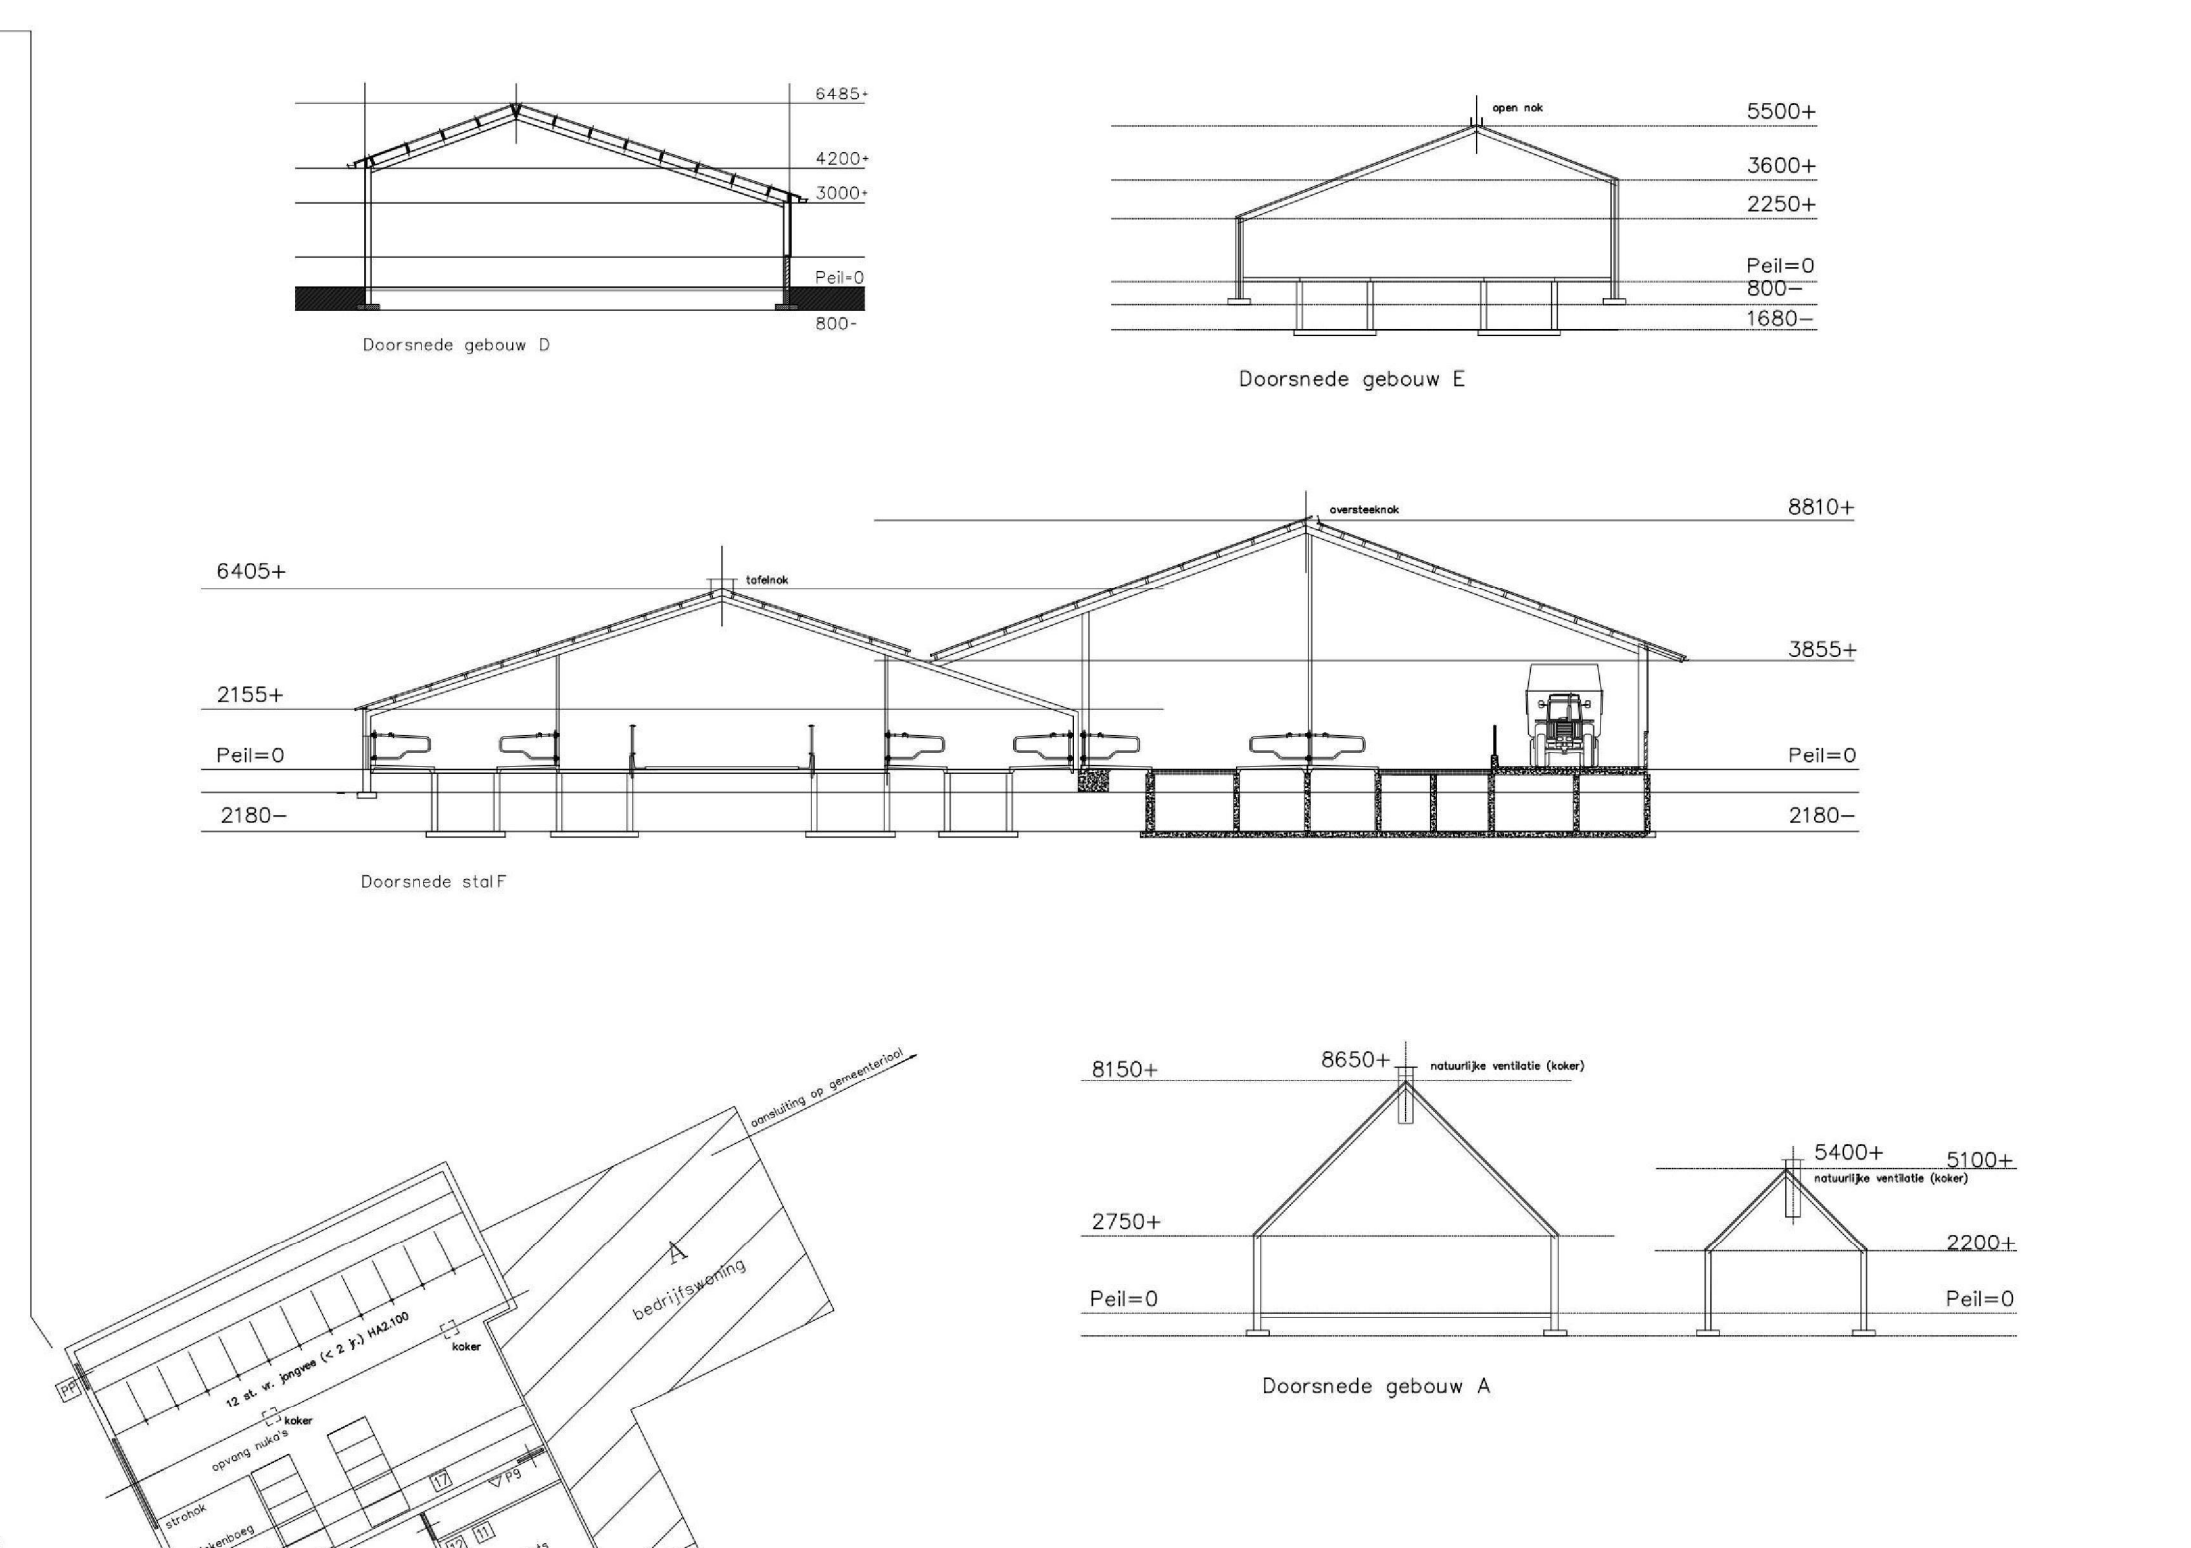 6485+
4200+
3000+
Peil=0
800-
Doorsnede gebouw D
open nok
5500+
3600+
2250+
Peil=0
800-
1680-
Doorsnede gebouw E
oversteeknok
8810+
6405+
tafelnok
3855+
2155+
Peil=0
Peil=0
2180-
2180-
Doorsnede stal F
aansluiting op gemeenteriool
A
bedrijfswoning
12 st. vr. jongvee (< 2 jr.) HA2.100
koker
PP
koker
opvang nuka's
17
Pg
strohok
11
12
8150+
8650+
natuurlijke ventilatie (koker)
5400+
5100+
natuurlijke ventilatie (koker)
2750+
2200+
Peil=0
Peil=0
Doorsnede gebouw A